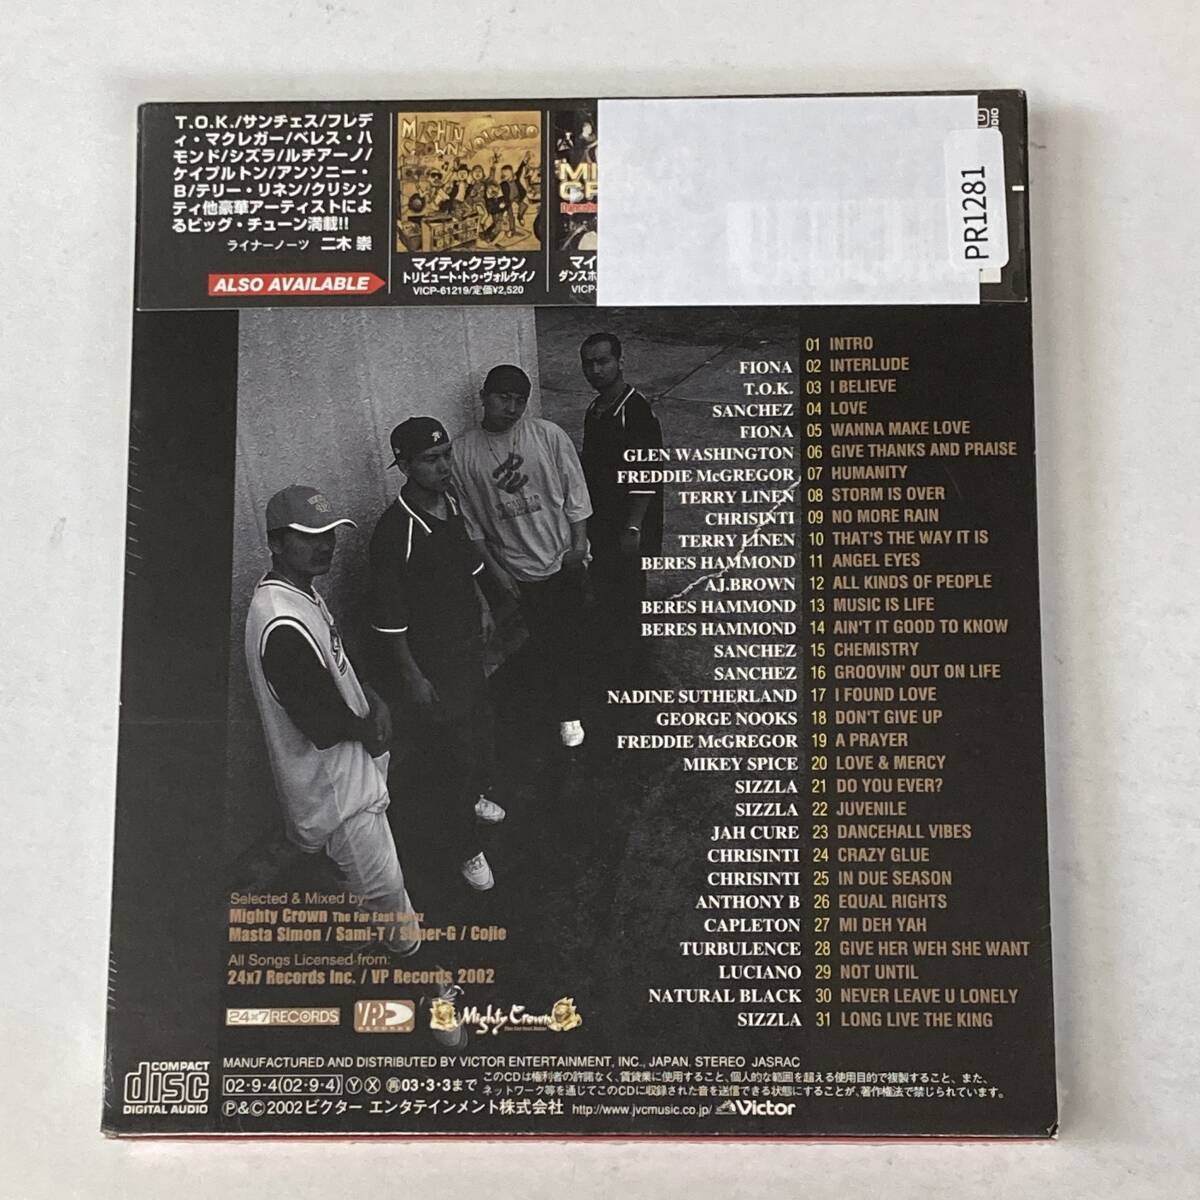 T.O.K./サンチェス/フレデ
ィ・マクレガー/ベレス・ハ
モンド/シズラ/ルチアーノ/
ケイプルトン/アンソニー・
B/テリー・リネン/クリシン
ティ他豪華アーティストによ
るビッグ・チューン満載!!
ライナーノーツ 二木 崇
ALSO AVAILABLE
MIGHTY CROWN
マイティ・クラウン
トリビュート・トゥ・ヴォルケイノ
VICP-61219/定価¥2,520
PR1281
01 INTRO
FIONA 02 INTERLUDE
T.O.K. 03 I BELIEVE
SANCHEZ 04 LOVE
FIONA 05 WANNA MAKE LOVE
GLEN WASHINGTON 06 GIVE THANKS AND PRAISE
FREDDIE McGREGOR 07 HUMANITY
TERRY LINEN 08 STORM IS OVER
CHRISINTI 09 NO MORE RAIN
TERRY LINEN 10 THAT'S THE WAY IT IS
BERES HAMMOND 11 ANGEL EYES
A.J.BROWN 12 ALL KINDS OF PEOPLE
BERES HAMMOND 13 MUSIC IS LIFE
BERES HAMMOND 14 AIN'T IT GOOD TO KNOW
SANCHEZ 15 CHEMISTRY
SANCHEZ 16 GROOVIN' OUT ON LIFE
NADINE SUTHERLAND 17 I FOUND LOVE
GEORGE NOOKS 18 DON'T GIVE UP
FREDDIE McGREGOR 19 A PRAYER
MIKEY SPICE 20 LOVE & MERCY
SIZZLA 21 DO YOU EVER?
SIZZLA 22 JUVENILE
JAH CURE 23 DANCEHALL VIBES
CHRISINTI 24 CRAZY GLUE
CHRISINTI 25 IN DUE SEASON
ANTHONY B 26 EQUAL RIGHTS
CAPLETON 27 MI DEH YAH
TURBULENCE 28 GIVE HER WEH SHE WANT
LUCIANO 29 NOT UNTIL
NATURAL BLACK 30 NEVER LEAVE U LONELY
SIZZLA 31 LONG LIVE THE KING
Selected & Mixed by:
Mighty Crown The Far East
Masta Simon / Sami-T / Super-G / Cojie
All Songs Licensed from:
24x7 Records Inc. / VP Records 2002
24×7RECORDS
VP RECORDS
Mighty Crown
COMPACT disc DIGITAL AUDIO
MANUFACTURED AND DISTRIBUTED BY VICTOR ENTERTAINMENT, INC., JAPAN. STEREO JASRAC
02・9・4(02・9・4) Ⓨ Ⓧ ㊢03・3・3まで
このCDは権利者の許諾なく、賃貸業に使用すること、個人的な範囲を超える使用目的で複製すること、また、
ネットワーク等を通じてこのCDに収録された音を送信できる状態にすることが、著作権法で禁じられています。
Ⓟ&Ⓒ2002ビクター エンタテインメント株式会社 http://www.jvcmusic.co.jp/ Victor